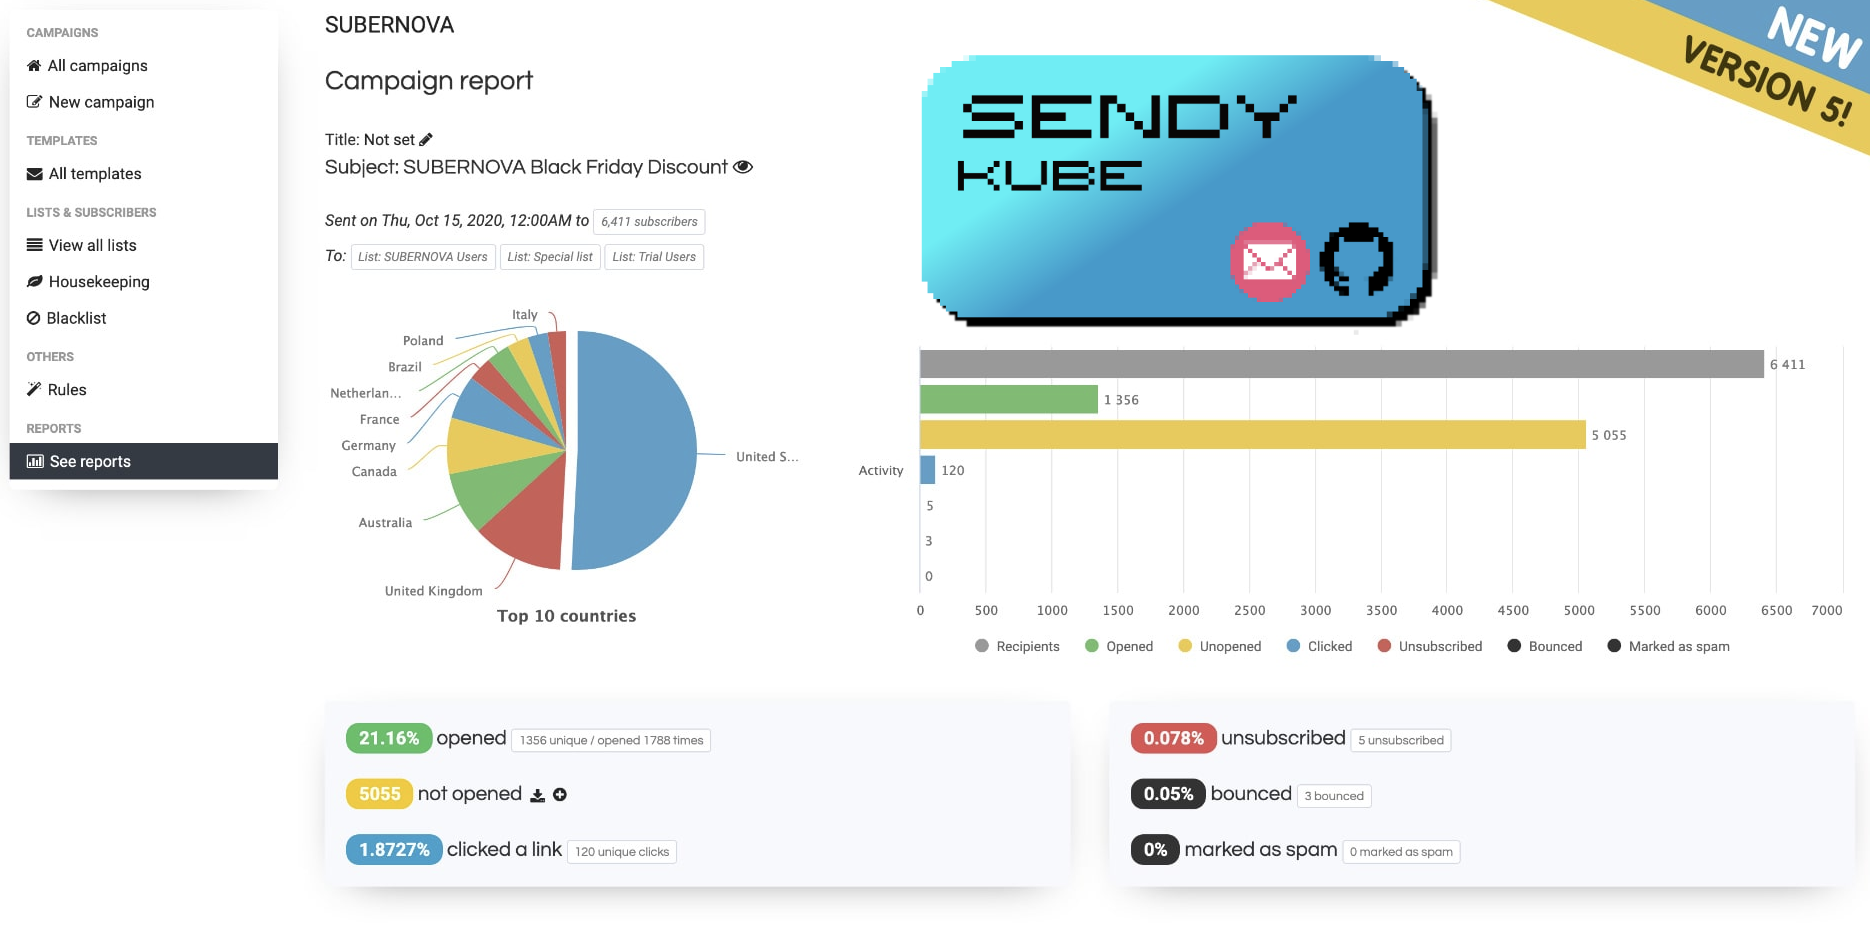 CAMPAIGNS
All campaigns
New campaign
TEMPLATES
All templates
LISTS & SUBSCRIBERS
View all lists
Housekeeping
Blacklist
OTHERS
Rules
REPORTS
See reports
SUBERNOVA
Campaign report
Title: Not set
Subject: SUBERNOVA Black Friday Discount
Sent on Thu, Oct 15, 2020, 12:00AM to 6,411 subscribers
To: List: SUBERNOVA Users List: Special list List: Trial Users
SENDY
KUBE
NEW
VERSION 5!
Italy
Poland
Brazil
Netherlan...
France
Germany
Canada
Australia
United Kingdom
United S...
Top 10 countries
6 411
1 356
5 055
Activity 120
5
3
0
0 500 1000 1500 2000 2500 3000 3500 4000 4500 5000 5500 6000 6500 7000
Recipients Opened Unopened Clicked Unsubscribed Bounced Marked as spam
21.16% opened 1356 unique / opened 1788 times
5055 not opened
1.8727% clicked a link 120 unique clicks
0.078% unsubscribed 5 unsubscribed
0.05% bounced 3 bounced
0% marked as spam 0 marked as spam